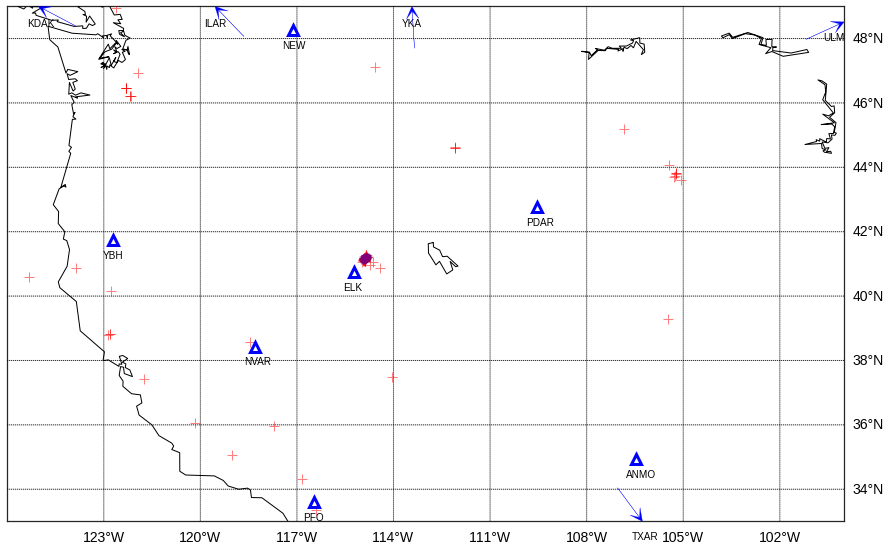 KDAK
ILAR
YKA
ULM
NEW
48°N
46°N
44°N
PDAR
42°N
YBH
ELK
40°N
NVAR
38°N
36°N
ANMO
34°N
PFO
TXAR
123°W 120°W 117°W 114°W 111°W 108°W 105°W 102°W